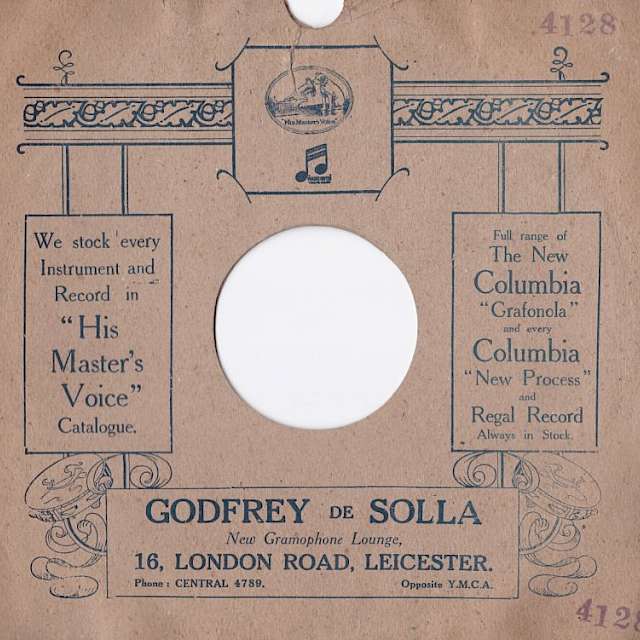 4128
"His Master's Voice"
We stock every
Instrument and
Record in
"His
Master's
Voice"
Catalogue.
Full range of
The New
Columbia
"Grafonola"
and every
Columbia
"New Process"
and
Regal Record
Always in Stock.
GODFREY DE SOLLA
New Gramophone Lounge,
16, LONDON ROAD, LEICESTER.
Phone: CENTRAL 4789.
Opposite Y.M.C.A.